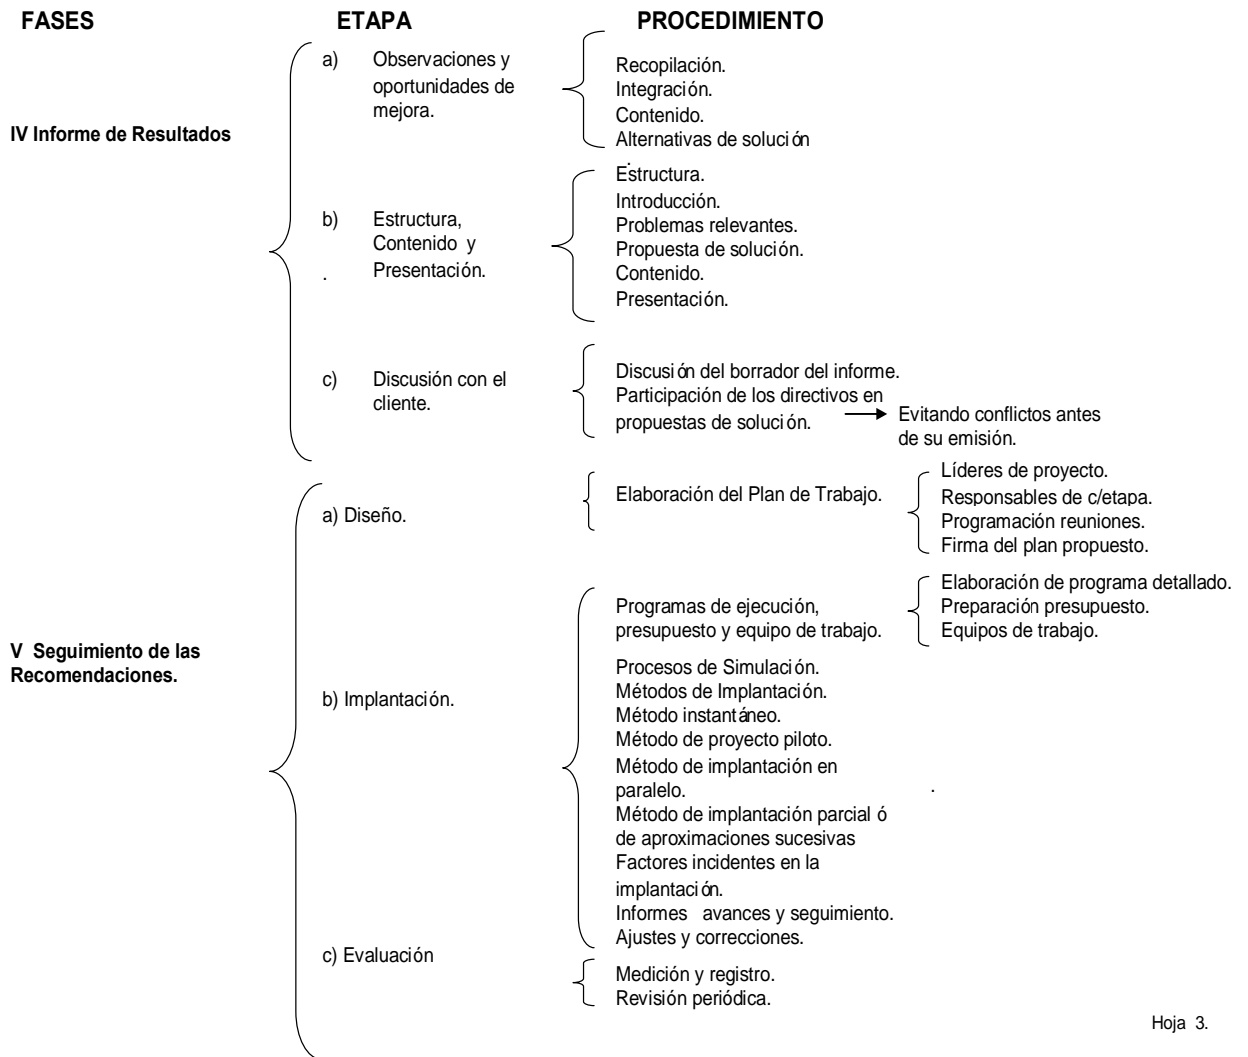 FASES ETAPA PROCEDIMIENTO
IV Informe de Resultados
a) Observaciones y
oportunidades de
mejora.
Recopilación.
Integración.
Contenido.
Alternativas de solución
.
b) Estructura,
Contenido y
. Presentación.
Estructura.
Introducción.
Problemas relevantes.
Propuesta de solución.
Contenido.
Presentación.
c) Discusión con el
cliente.
Discusión del borrador del informe.
Participación de los directivos en
propuestas de solución.
Evitando conflictos antes
de su emisión.
V Seguimiento de las
Recomendaciones.
a) Diseño.
Elaboración del Plan de Trabajo.
Líderes de proyecto.
Responsables de c/etapa.
Programación reuniones.
Firma del plan propuesto.
b) Implantación.
Programas de ejecución,
presupuesto y equipo de trabajo.
Elaboración de programa detallado.
Preparación presupuesto.
Equipos de trabajo.
Procesos de Simulación.
Métodos de Implantación.
Método instantáneo.
Método de proyecto piloto.
Método de implantación en
paralelo.
.
Método de implantación parcial ó
de aproximaciones sucesivas
Factores incidentes en la
implantación.
Informes avances y seguimiento.
Ajustes y correcciones.
c) Evaluación
Medición y registro.
Revisión periódica.
Hoja 3.